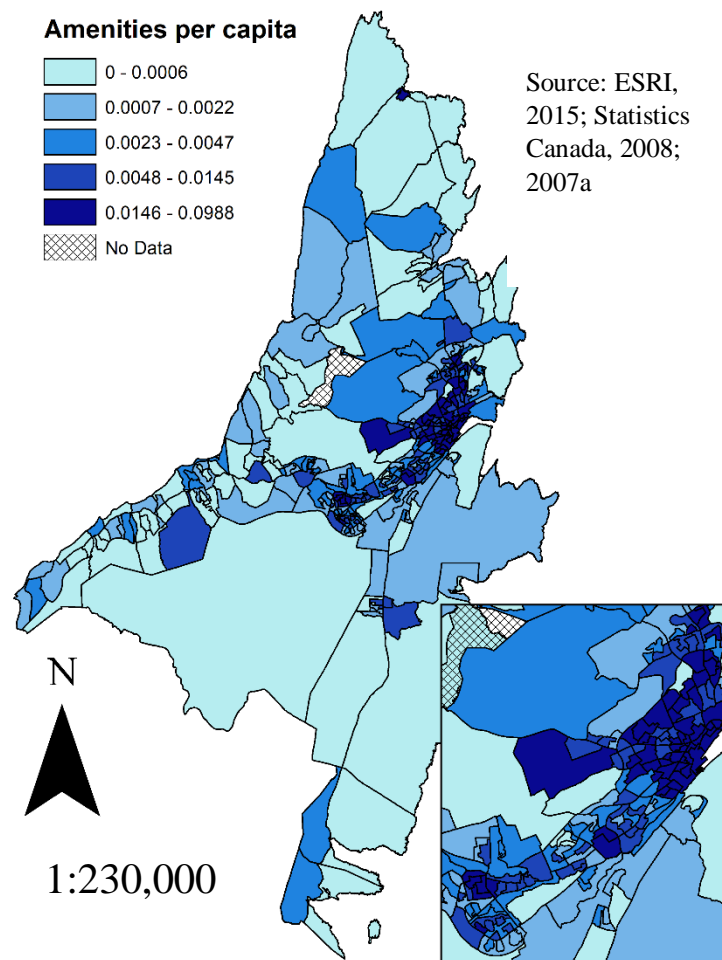 Amenities per capita
0 - 0.0006
0.0007 - 0.0022
0.0023 - 0.0047
0.0048 - 0.0145
0.0146 - 0.0988
No Data
Source: ESRI,
2015; Statistics
Canada, 2008;
2007a
N
1:230,000